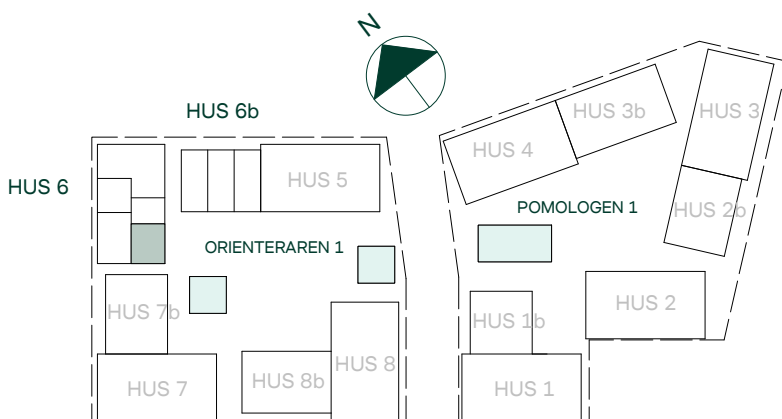 N
HUS 6b
HUS 3b
HUS 3
HUS 4
HUS 5
HUS 6
POMOLOGEN 1
HUS 2b
ORIENTERAREN 1
HUS 7b
HUS 1b
HUS 2
HUS 8
HUS 8b
HUS 7
HUS 1